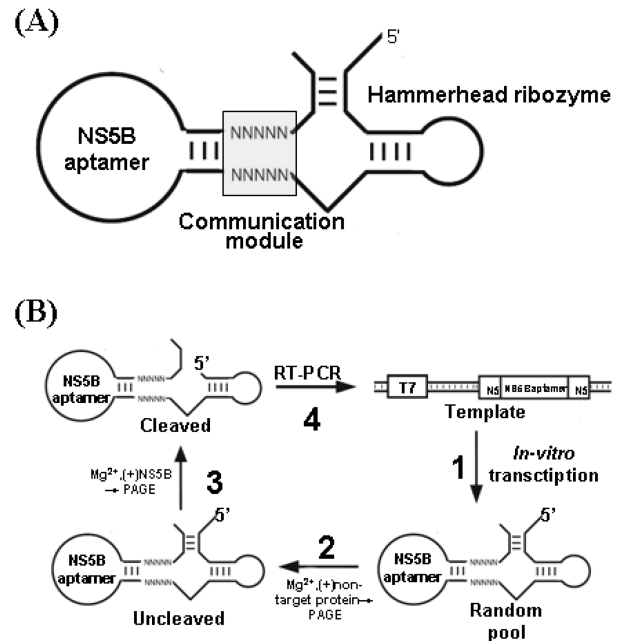 (A)
5'
Hammerhead ribozyme
NS5B
aptamer
NNNNN
NNNNN
Communication
module
(B)
NS5B
aptamer
NNNNN
NNNNN
5'
Cleaved
RT-PCR
4
T7
N5
NB5Eaptamer
N5
Template
1
In-vitro
transctiption
Mg2+,(+)NS5B
→ PAGE
3
5'
NS5B
aptamer
NNNNN
NNNNN
Uncleaved
2
Mg2+,(+)non-
target protein→
PAGE
5'
NS5B
aptamer
NNNNN
NNNNN
Random
pool